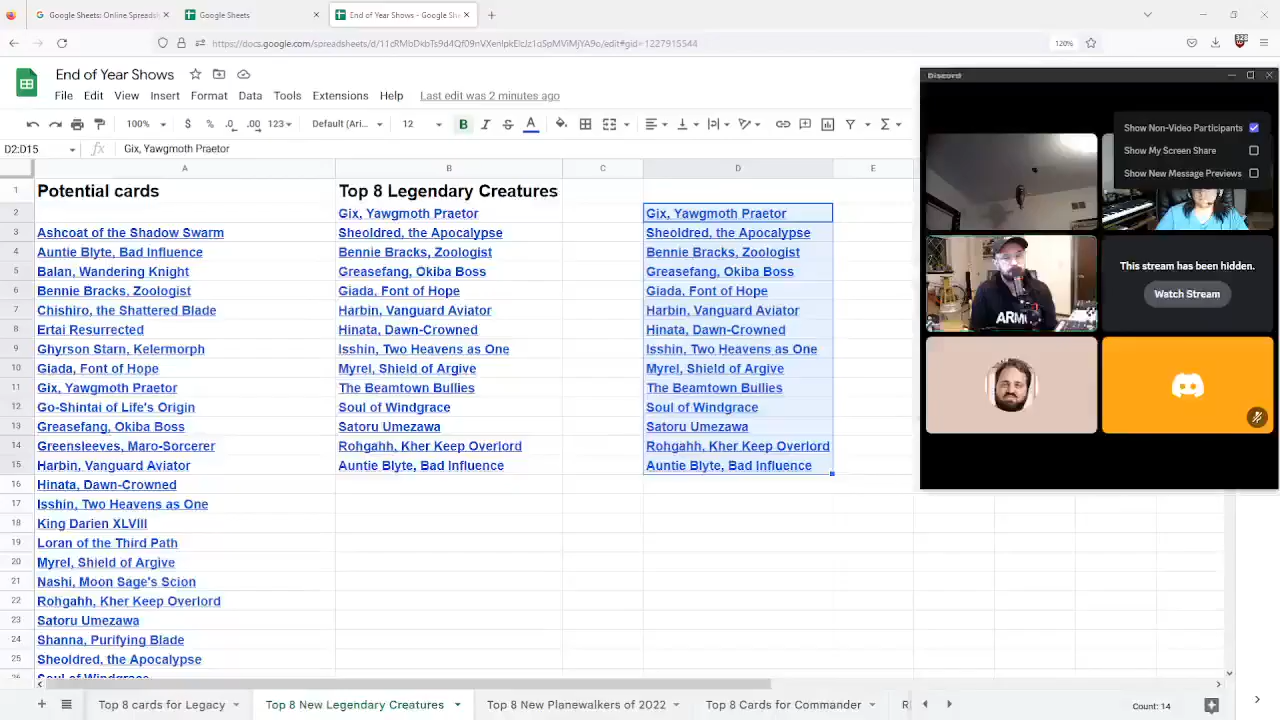 Google Sheets: Online Spreadsh
Google Sheets
End of Year Shows - Google She
120%
End of Year Shows
File Edit View Insert Format Data Tools Extensions Help Last edit was 2 minutes ago
100% $ % .0 .00 123 Default (Ari... 12 B I S A
D2:D15 fx Gix, Yawgmoth Praetor
A B C D E
1 Potential cards Top 8 Legendary Creatures
2 Gix, Yawgmoth Praetor Gix, Yawgmoth Praetor
3 Ashcoat of the Shadow Swarm Sheoldred, the Apocalypse Sheoldred, the Apocalypse
4 Auntie Blyte, Bad Influence Bennie Bracks, Zoologist Bennie Bracks, Zoologist
5 Balan, Wandering Knight Greasefang, Okiba Boss Greasefang, Okiba Boss
6 Bennie Bracks, Zoologist Giada, Font of Hope Giada, Font of Hope
7 Chishiro, the Shattered Blade Harbin, Vanguard Aviator Harbin, Vanguard Aviator
8 Ertai Resurrected Hinata, Dawn-Crowned Hinata, Dawn-Crowned
9 Ghyrson Starn, Kelermorph Isshin, Two Heavens as One Isshin, Two Heavens as One
10 Giada, Font of Hope Myrel, Shield of Argive Myrel, Shield of Argive
11 Gix, Yawgmoth Praetor The Beamtown Bullies The Beamtown Bullies
12 Go-Shintai of Life's Origin Soul of Windgrace Soul of Windgrace
13 Greasefang, Okiba Boss Satoru Umezawa Satoru Umezawa
14 Greensleeves, Maro-Sorcerer Rohgahh, Kher Keep Overlord Rohgahh, Kher Keep Overlord
15 Harbin, Vanguard Aviator Auntie Blyte, Bad Influence Auntie Blyte, Bad Influence
16 Hinata, Dawn-Crowned
17 Isshin, Two Heavens as One
18 King Darien XLVIII
19 Loran of the Third Path
20 Myrel, Shield of Argive
21 Nashi, Moon Sage's Scion
22 Rohgahh, Kher Keep Overlord
23 Satoru Umezawa
24 Shanna, Purifying Blade
25 Sheoldred, the Apocalypse
26 Soul of Windgrace
Discord
Show Non-Video Participants
Show My Screen Share
Show New Message Previews
ARM
This stream has been hidden.
Watch Stream
Top 8 cards for Legacy Top 8 New Legendary Creatures Top 8 New Planewalkers of 2022 Top 8 Cards for Commander Count: 14